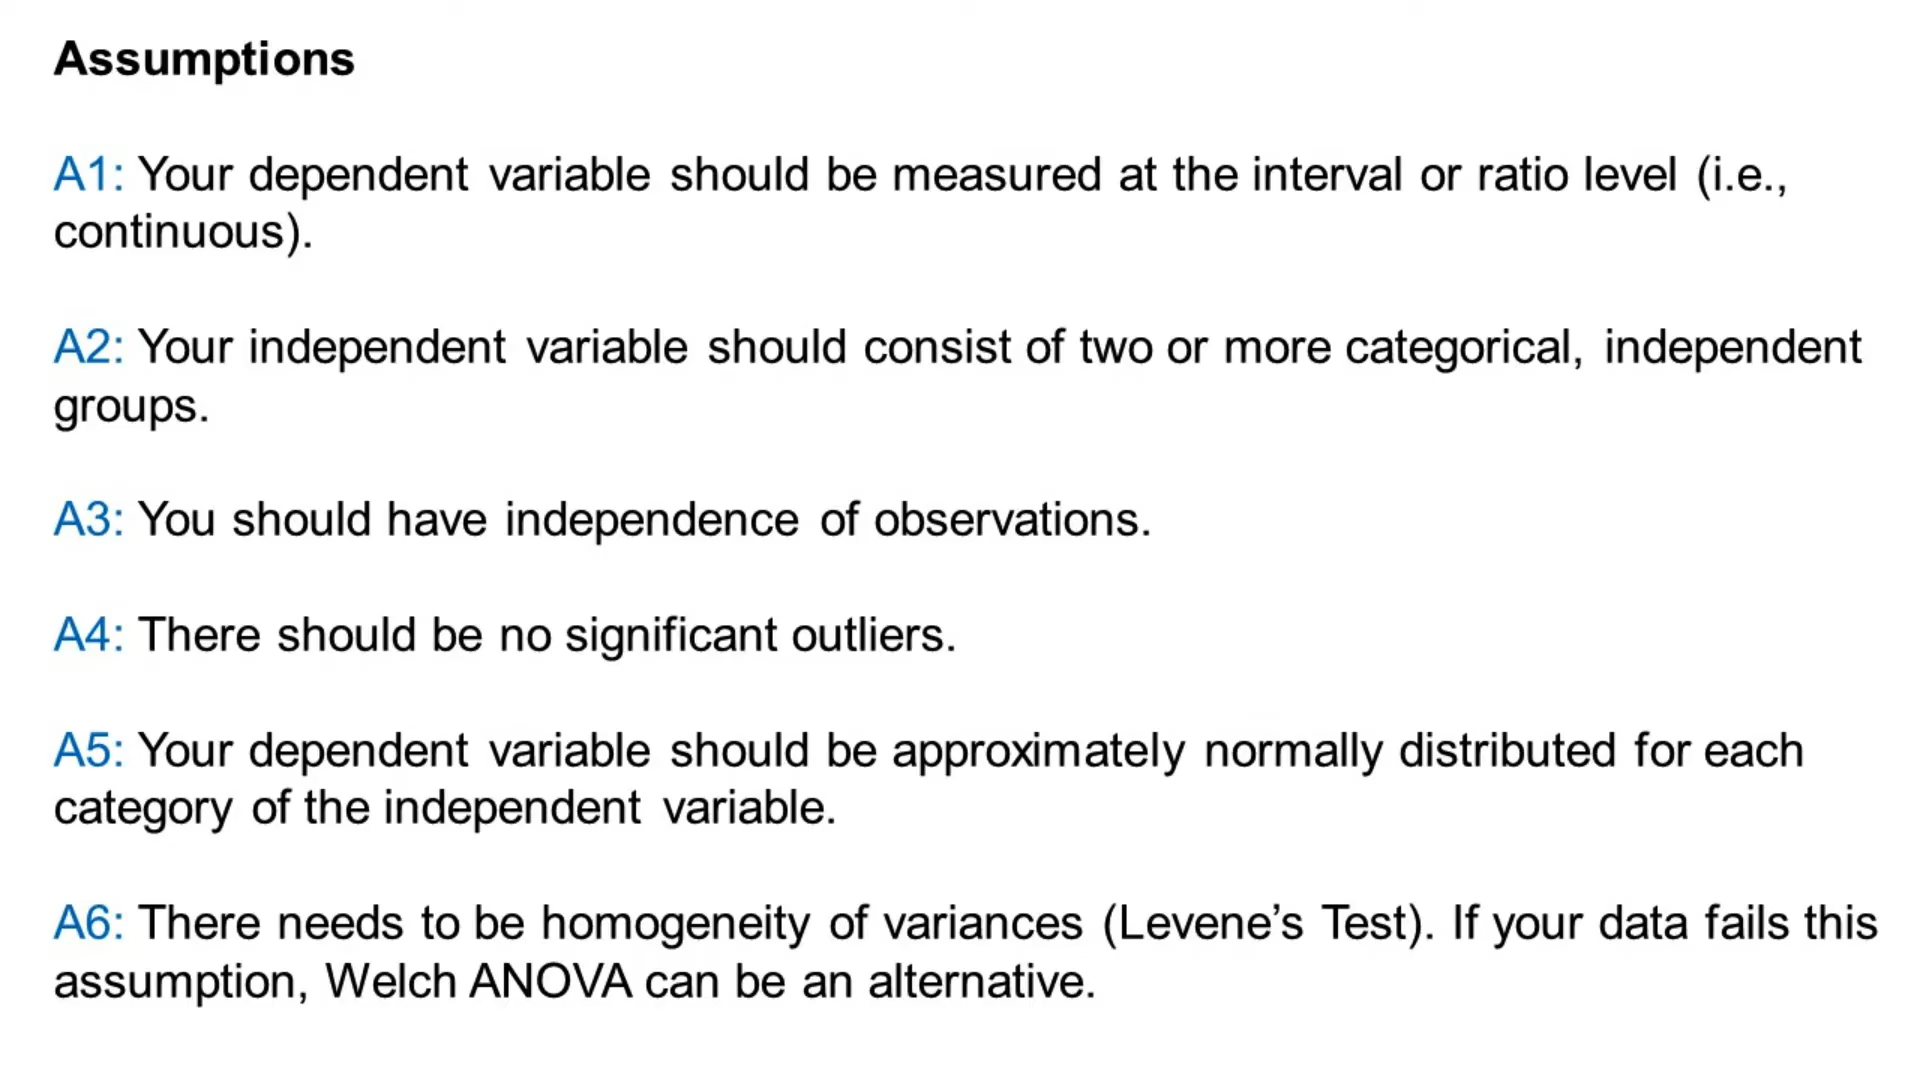 Assumptions
A1: Your dependent variable should be measured at the interval or ratio level (i.e.,
continuous).
A2: Your independent variable should consist of two or more categorical, independent
groups.
A3: You should have independence of observations.
A4: There should be no significant outliers.
A5: Your dependent variable should be approximately normally distributed for each
category of the independent variable.
A6: There needs to be homogeneity of variances (Levene’s Test). If your data fails this
assumption, Welch ANOVA can be an alternative.